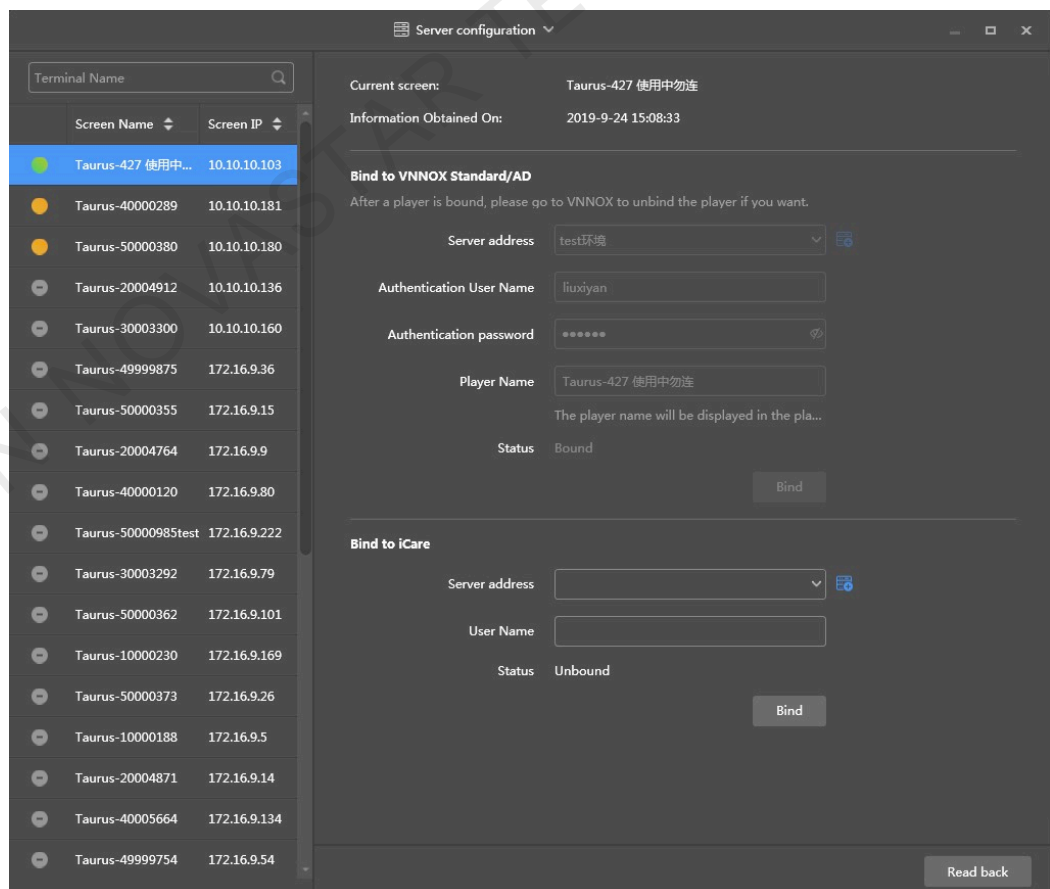 Server configuration
Terminal Name
Screen Name Screen IP
Taurus-427 使用中... 10.10.10.103
Taurus-40000289 10.10.10.181
Taurus-50000380 10.10.10.180
Taurus-20004912 10.10.10.136
Taurus-30003300 10.10.10.160
Taurus-49999875 172.16.9.36
Taurus-50000355 172.16.9.15
Taurus-20004764 172.16.9.9
Taurus-40000120 172.16.9.80
Taurus-50000985test 172.16.9.222
Taurus-30003292 172.16.9.79
Taurus-50000362 172.16.9.101
Taurus-10000230 172.16.9.169
Taurus-50000373 172.16.9.26
Taurus-10000188 172.16.9.5
Taurus-20004871 172.16.9.14
Taurus-40005664 172.16.9.134
Taurus-49999754 172.16.9.54
Current screen: Taurus-427 使用中勿连
Information Obtained On: 2019-9-24 15:08:33
Bind to VNNOX Standard/AD
After a player is bound, please go to VNNOX to unbind the player if you want.
Server address test环境
Authentication User Name liuxiyan
Authentication password ••••••
Player Name Taurus-427 使用中勿连
The player name will be displayed in the pla...
Status Bound
Bind
Bind to iCare
Server address
User Name
Status Unbound
Bind
Read back
N NOVASTAR TE